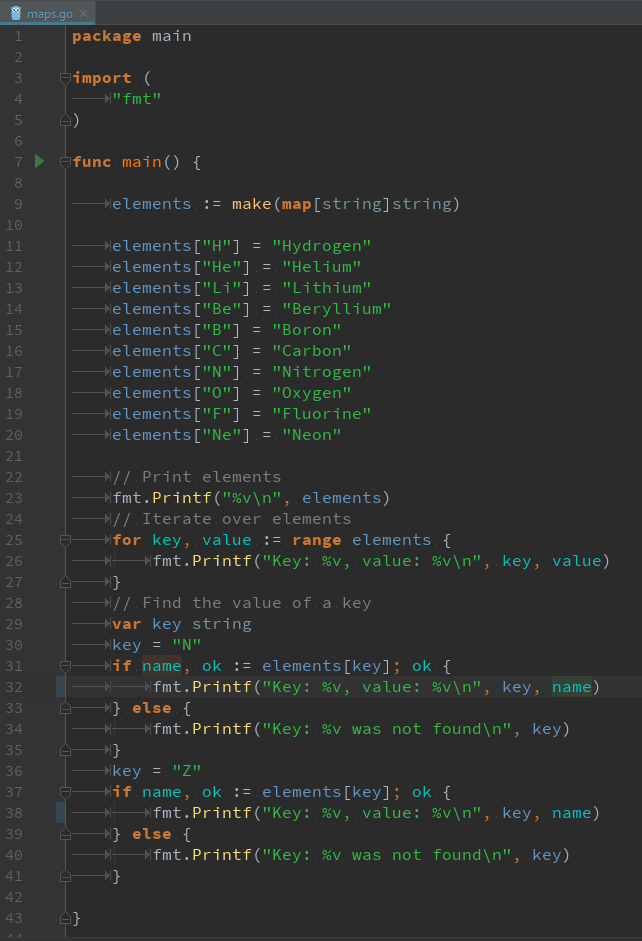 maps.go
1 package main
2
3 import (
4 "fmt"
5 )
6
7 func main() {
8
9 elements := make(map[string]string)
10
11 elements["H"] = "Hydrogen"
12 elements["He"] = "Helium"
13 elements["Li"] = "Lithium"
14 elements["Be"] = "Beryllium"
15 elements["B"] = "Boron"
16 elements["C"] = "Carbon"
17 elements["N"] = "Nitrogen"
18 elements["O"] = "Oxygen"
19 elements["F"] = "Fluorine"
20 elements["Ne"] = "Neon"
21
22 // Print elements
23 fmt.Printf("%v\n", elements)
24 // Iterate over elements
25 for key, value := range elements {
26 fmt.Printf("Key: %v, value: %v\n", key, value)
27 }
28 // Find the value of a key
29 var key string
30 key = "N"
31 if name, ok := elements[key]; ok {
32 fmt.Printf("Key: %v, value: %v\n", key, name)
33 } else {
34 fmt.Printf("Key: %v was not found\n", key)
35 }
36 key = "Z"
37 if name, ok := elements[key]; ok {
38 fmt.Printf("Key: %v, value: %v\n", key, name)
39 } else {
40 fmt.Printf("Key: %v was not found\n", key)
41 }
42
43 }